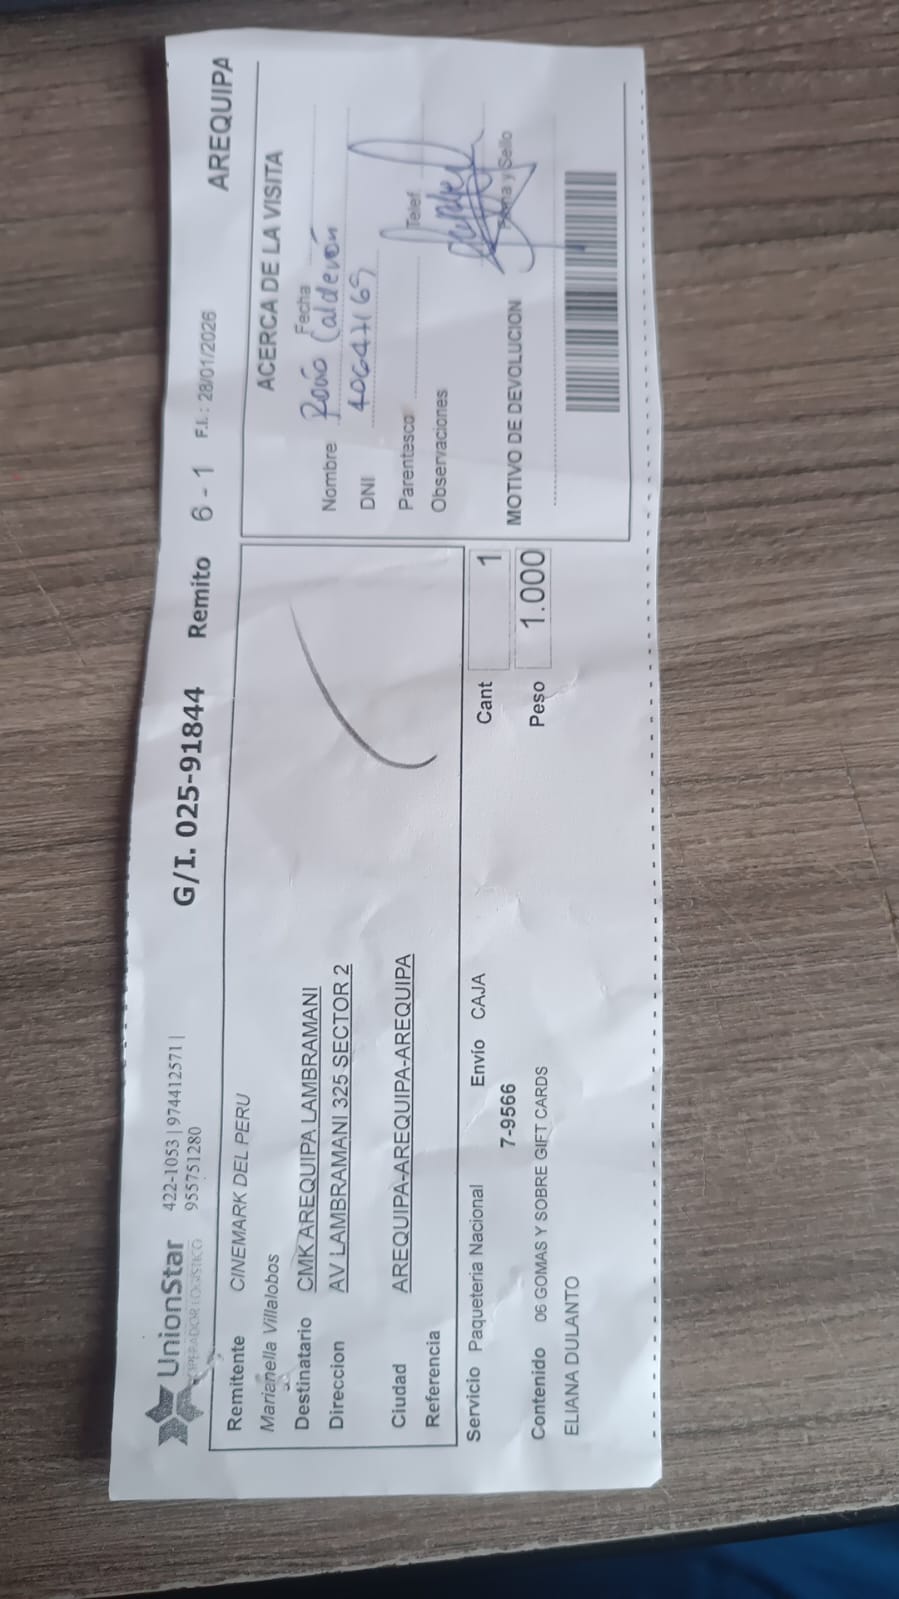 UnionStar
OPERADOR LOGISTICO
422-1053 | 974412571 |
955751280
G/I. 025-91844 Remito 6 - 1 F.I.: 28/01/2026 AREQUIPA
Remitente CINEMARK DEL PERU
Marianella Villalobos
Destinatario CMK AREQUIPA LAMBRAMANI
Direccion AV LAMBRAMANI 325 SECTOR 2
Ciudad AREQUIPA-AREQUIPA-AREQUIPA
Referencia
Servicio Paqueteria Nacional Envío CAJA Cant 1
7-9566
Contenido 06 GOMAS Y SOBRE GIFT CARDS Peso 1.000
ELIANA DULANTO
ACERCA DE LA VISITA
Fecha
Nombre Calderón
DNI
Parentesco Telef
Observaciones
Firma y Sello
MOTIVO DE DEVOLUCION